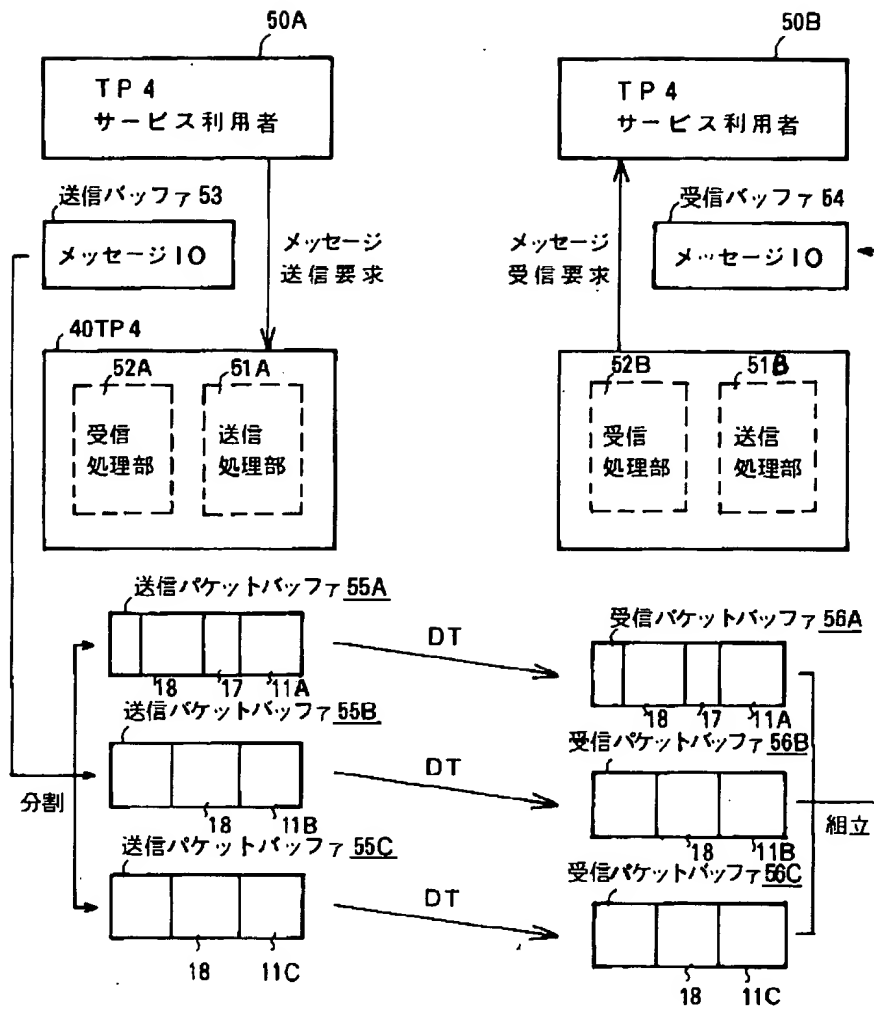 50A
50B
TP4
サービス利用者
TP4
サービス利用者
送信バッファ 53
メッセージ 10
メッセージ
送信要求
メッセージ
受信要求
受信バッファ 54
メッセージ 10
40TP4
52A
51A
受信
処理部
送信
処理部
52B
51B
受信
処理部
送信
処理部
送信パケットバッファ 55A
18 17 11A
DT
受信パケットバッファ 56A
18 17 11A
送信パケットバッファ 55B
18 11B
DT
受信パケットバッファ 56B
18 11B
分割
組立
送信パケットバッファ 55C
18 11C
DT
受信パケットバッファ 56C
18 11C